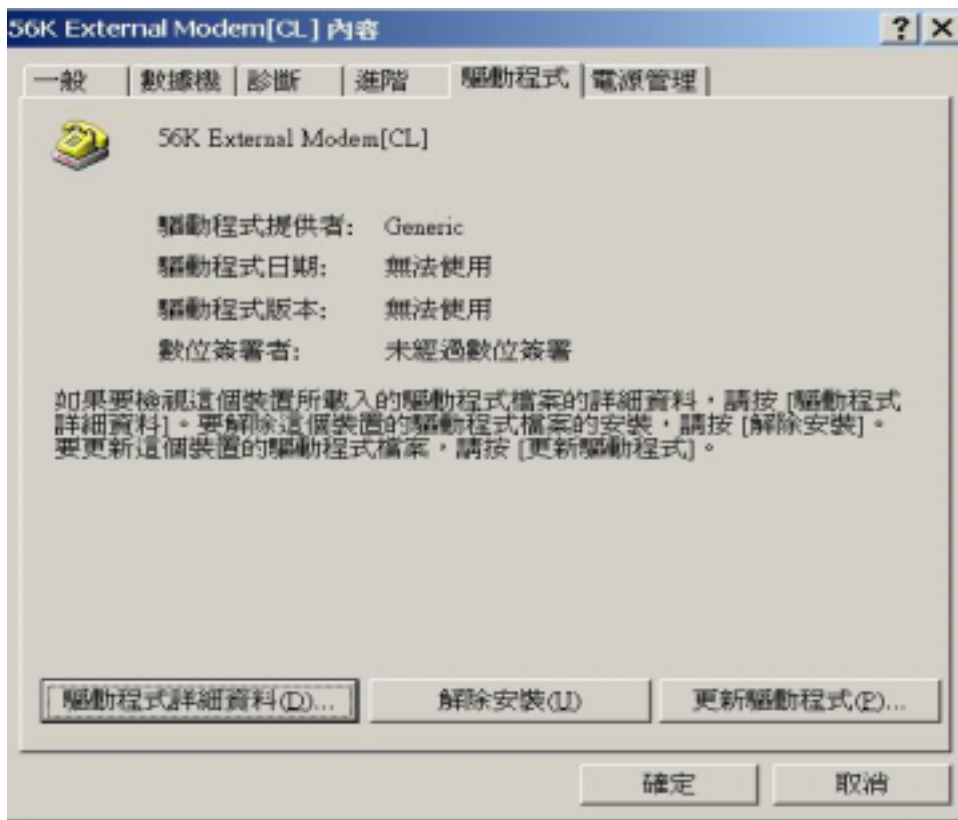 56K External Modem[CL] 內容
一般 數據機 診斷 進階 驅動程式 電源管理
56K External Modem[CL]
驅動程式提供者: Generic
驅動程式日期: 無法使用
驅動程式版本: 無法使用
數位簽署者: 未經過數位簽署
如果要檢視這個裝置所載入的驅動程式檔案的詳細資料，請按 [驅動程式
詳細資料]。要解除這個裝置的驅動程式檔案的安裝，請按 [解除安裝]。
要更新這個裝置的驅動程式檔案，請按 [更新驅動程式]。
驅動程式詳細資料(D)... 解除安裝(U) 更新驅動程式(P)...
確定 取消